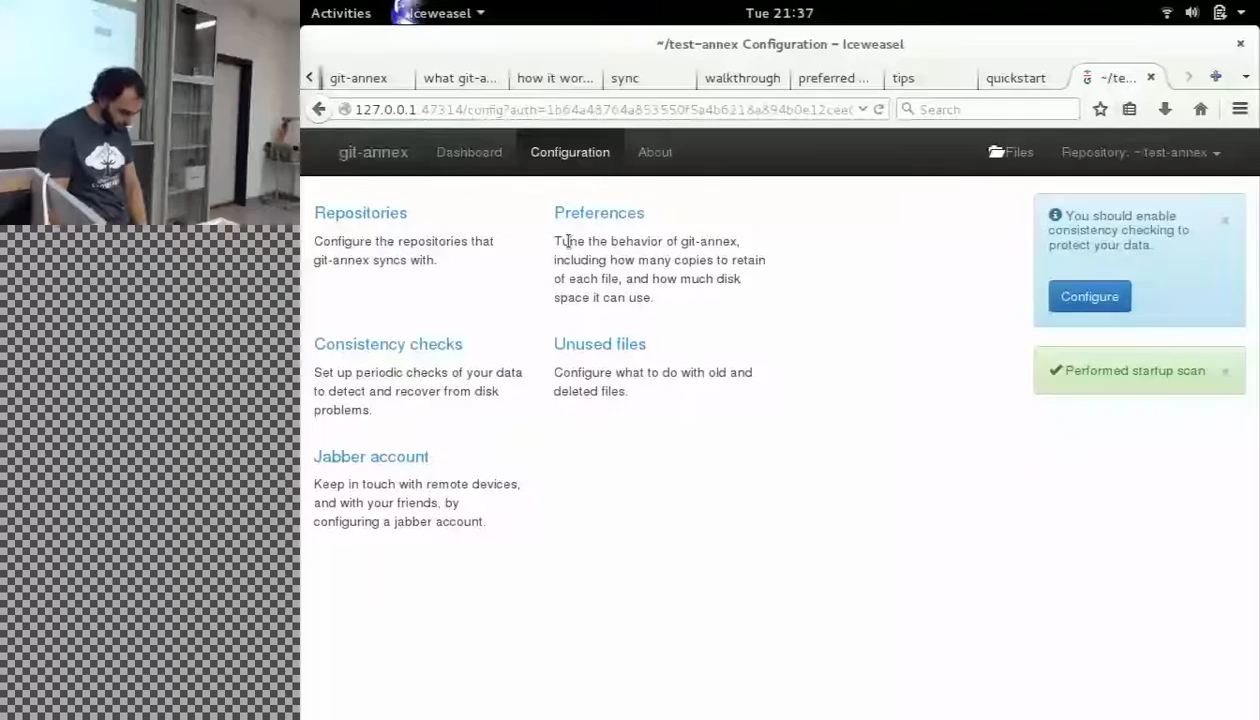 Activities
Iceweasel
Tue 21:37
~/test-annex Configuration - Iceweasel
git-annex
what git-a...
how it wor...
sync
walkthrough
preferred ...
tips
quickstart
~/te...
Search
git-annex
Dashboard
Configuration
About
Files
Repository: ~/test-annex
Repositories
Configure the repositories that
git-annex syncs with.
Preferences
Tune the behavior of git-annex,
including how many copies to retain
of each file, and how much disk
space it can use.
Consistency checks
Set up periodic checks of your data
to detect and recover from disk
problems.
Unused files
Configure what to do with old and
deleted files.
Jabber account
Keep in touch with remote devices,
and with your friends, by
configuring a jabber account.
You should enable
consistency checking to
protect your data.
Configure
Performed startup scan